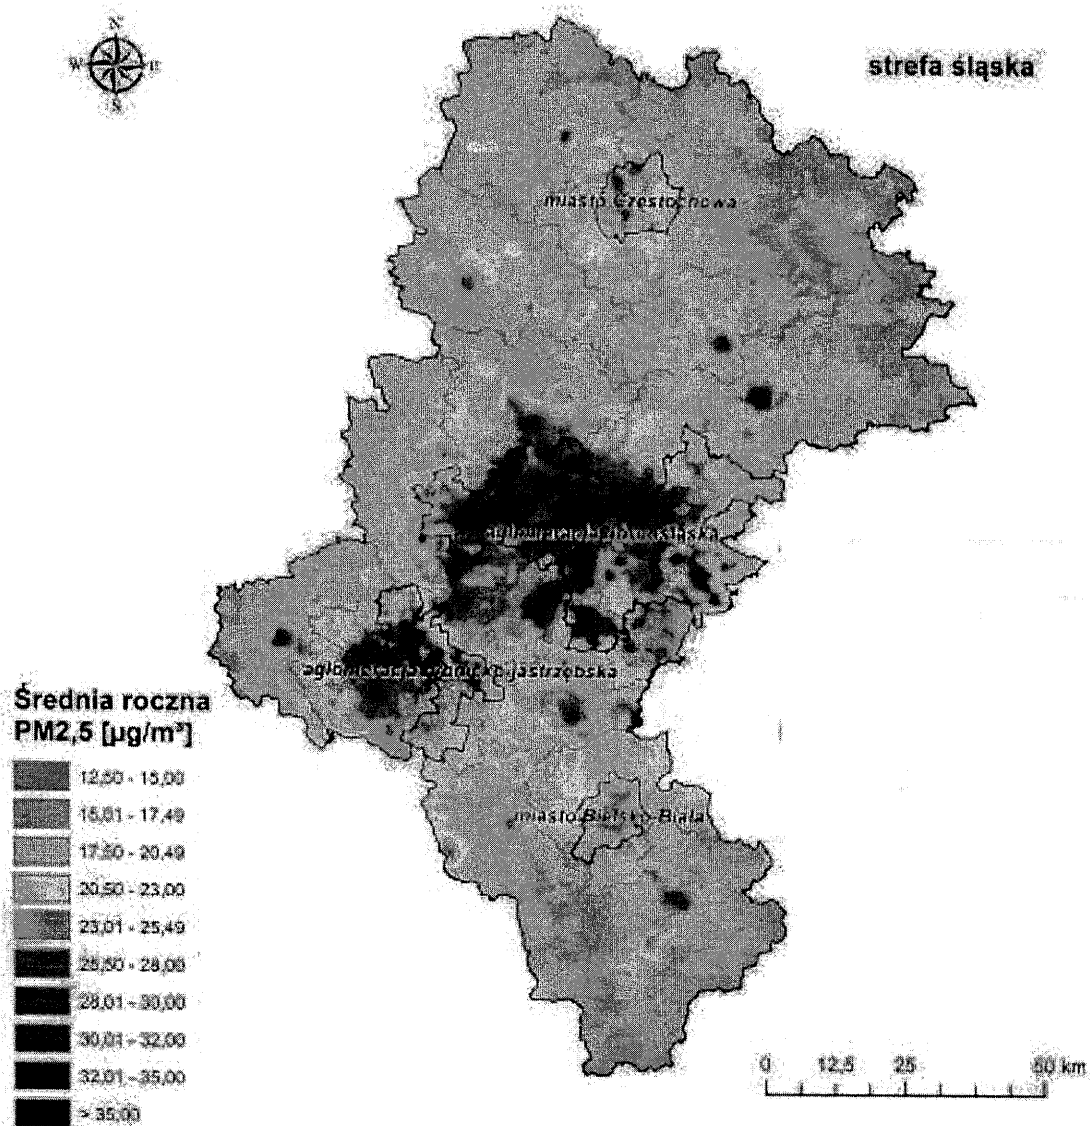 N
W E
S
strefa śląska
miasto Częstochowa
aglomeracja górnośląska
aglomeracja rybnicko-jastrzębska
miasto Bielsko-Biała
Średnia roczna
PM2,5 [µg/m³]
12,50 - 15,00
15,01 - 17,49
17,50 - 20,49
20,50 - 23,00
23,01 - 25,49
25,50 - 28,00
28,01 - 30,00
30,01 - 32,00
32,01 - 35,00
> 35,00
0 12,5 25 50 km